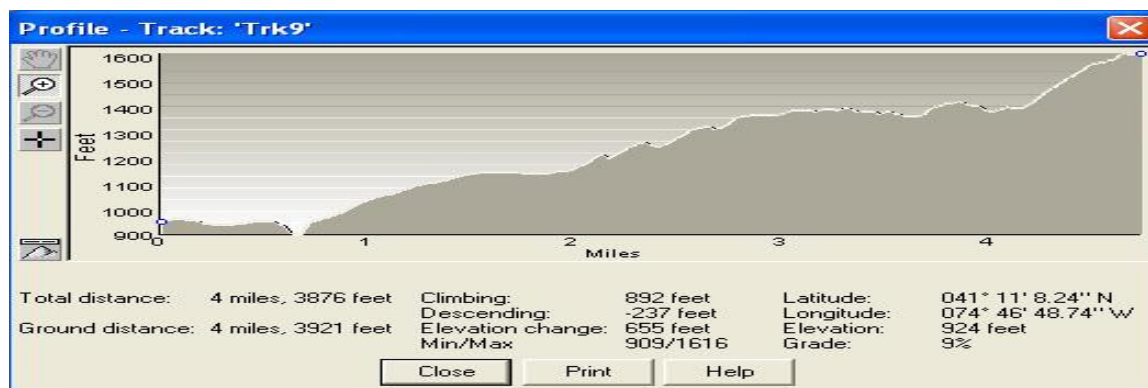 Profile - Track: 'Trk9'
1600
1500
1400
1300
1200
1100
1000
900
Feet
0 1 2 3 4
Miles
Total distance: 4 miles, 3876 feet Climbing: 892 feet Latitude: 041° 11' 8.24" N
Descending: -237 feet Longitude: 074° 46' 48.74" W
Ground distance: 4 miles, 3921 feet Elevation change: 655 feet Elevation: 924 feet
Min/Max 909/1616 Grade: 9%
Close Print Help